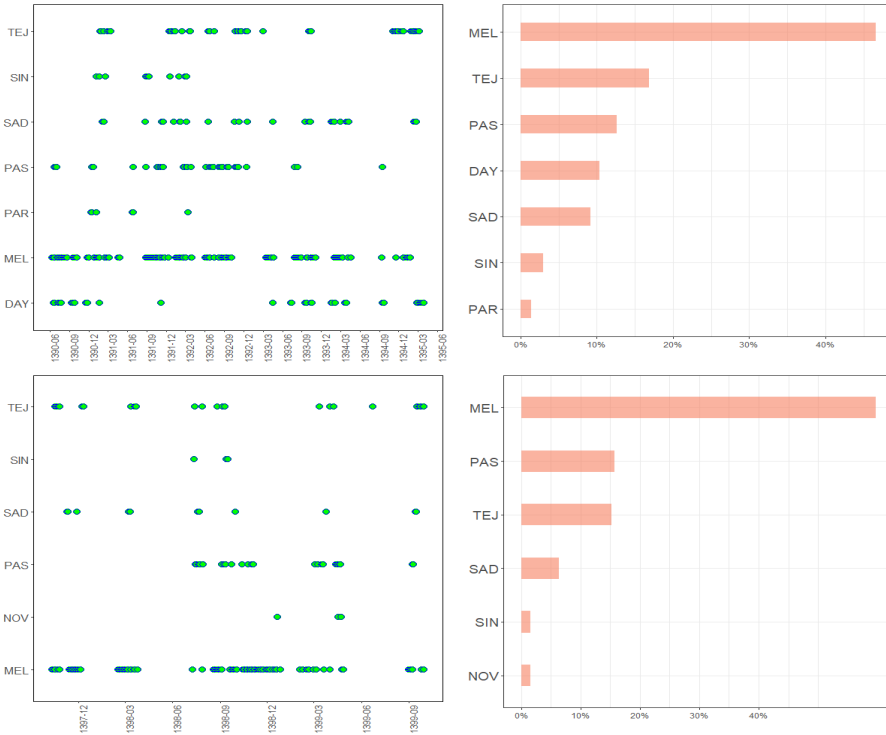 TEJ
SIN
SAD
PAS
PAR
MEL
DAY
1390-06
1390-09
1390-12
1391-03
1391-06
1391-09
1391-12
1392-03
1392-06
1392-09
1392-12
1393-03
1393-06
1393-09
1393-12
1394-03
1394-06
1394-09
1394-12
1395-03
1395-06
MEL
TEJ
PAS
DAY
SAD
SIN
PAR
0%
10%
20%
30%
40%
TEJ
SIN
SAD
PAS
NOV
MEL
1397-12
1398-03
1398-06
1398-09
1398-12
1399-03
1399-06
1399-09
MEL
PAS
TEJ
SAD
SIN
NOV
0%
10%
20%
30%
40%